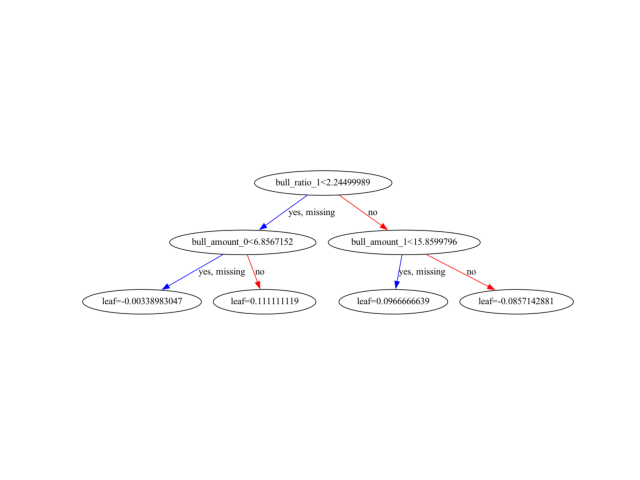 bull_ratio_1<2.24499989
yes, missing
no
bull_amount_0<6.8567152
bull_amount_1<15.8599796
yes, missing
no
yes, missing
no
leaf=-0.00338983047
leaf=0.111111119
leaf=0.0966666639
leaf=-0.0857142881